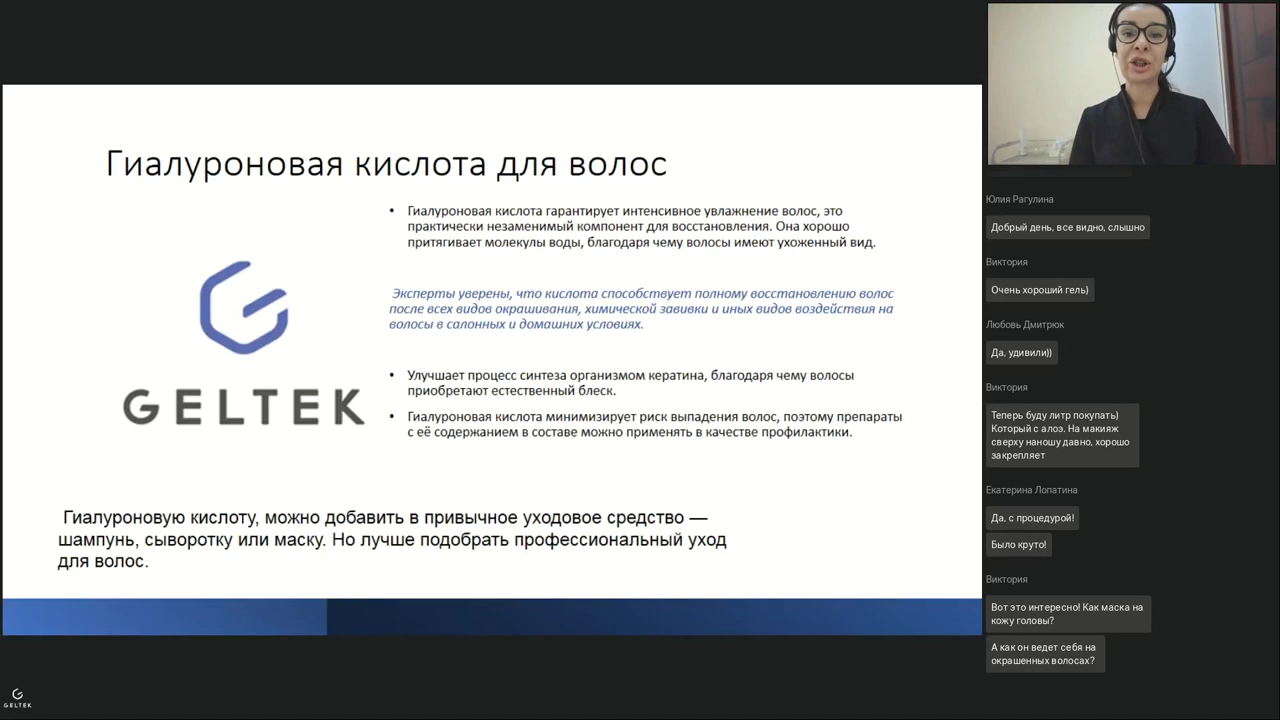 Гиалуроновая кислота для волос
• Гиалуроновая кислота гарантирует интенсивное увлажнение волос, это
практически незаменимый компонент для восстановления. Она хорошо
притягивает молекулы воды, благодаря чему волосы имеют ухоженный вид.
Эксперты уверены, что кислота способствует полному восстановлению волос
после всех видов окрашивания, химической завивки и иных видов воздействия на
волосы в салонных и домашних условиях.
• Улучшает процесс синтеза организмом кератина, благодаря чему волосы
приобретают естественный блеск.
• Гиалуроновая кислота минимизирует риск выпадения волос, поэтому препараты
с её содержанием в составе можно применять в качестве профилактики.
GELTEK
Гиалуроновую кислоту, можно добавить в привычное уходовое средство —
шампунь, сыворотку или маску. Но лучше подобрать профессиональный уход
для волос.
GELTEK
Юлия Рагулина
Добрый день, все видно, слышно
Виктория
Очень хороший гель)
Любовь Дмитрюк
Да, удивили))
Виктория
Теперь буду литр покупать)
Который с алоэ. На макияж
сверху наношу давно, хорошо
закрепляет
Екатерина Лопатина
Да, с процедурой!
Было круто!
Виктория
Вот это интересно! Как маска на
кожу головы?
А как он ведет себя на
окрашенных волосах?